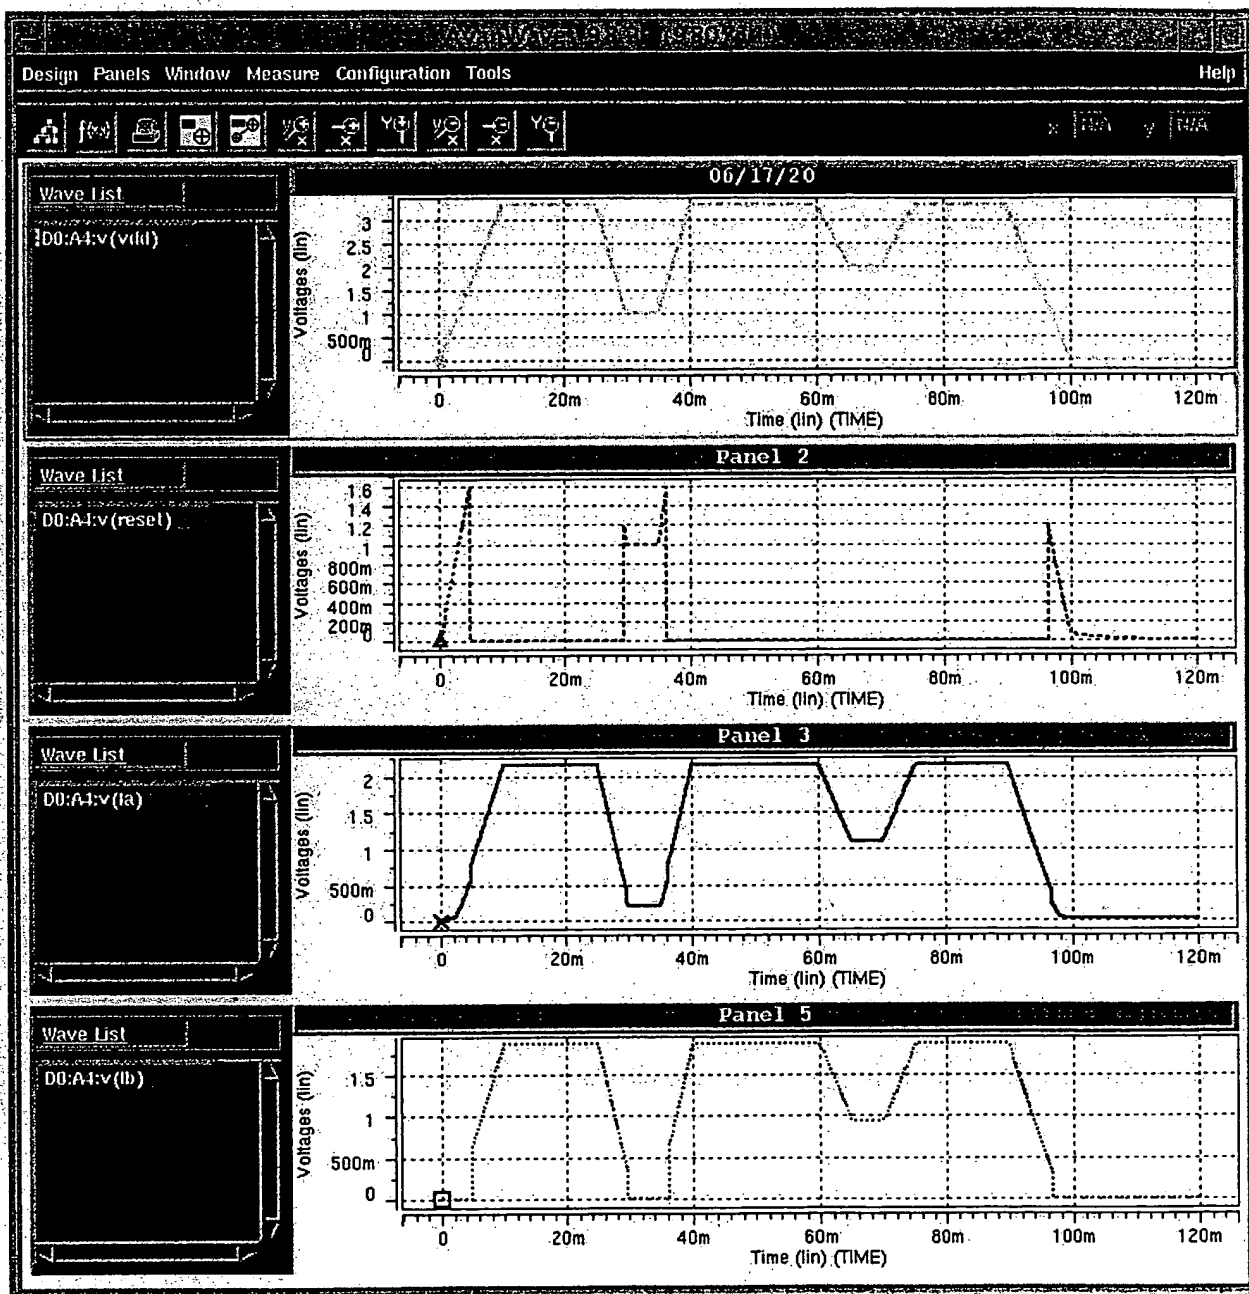 Design Panels Window Measure Configuration Tools Help
f(x)
x N/A y N/A
Wave List
D0:A4:v(vdd)
06/17/20
Voltages (lin)
3
2.5
2
1.5
1
500m
0
0 20m 40m 60m 80m 100m 120m
Time (lin) (TIME)
Wave List
D0:A4:v(reset)
Panel 2
Voltages (lin)
1.6
1.4
1.2
1
800m
600m
400m
200m
0
0 20m 40m 60m 80m 100m 120m
Time (lin) (TIME)
Wave List
D0:A4:v(ia)
Panel 3
Voltages (lin)
2
1.5
1
500m
0
0 20m 40m 60m 80m 100m 120m
Time (lin) (TIME)
Wave List
D0:A4:v(ib)
Panel 5
Voltages (lin)
1.5
1
500m
0
0 20m 40m 60m 80m 100m 120m
Time (lin) (TIME)